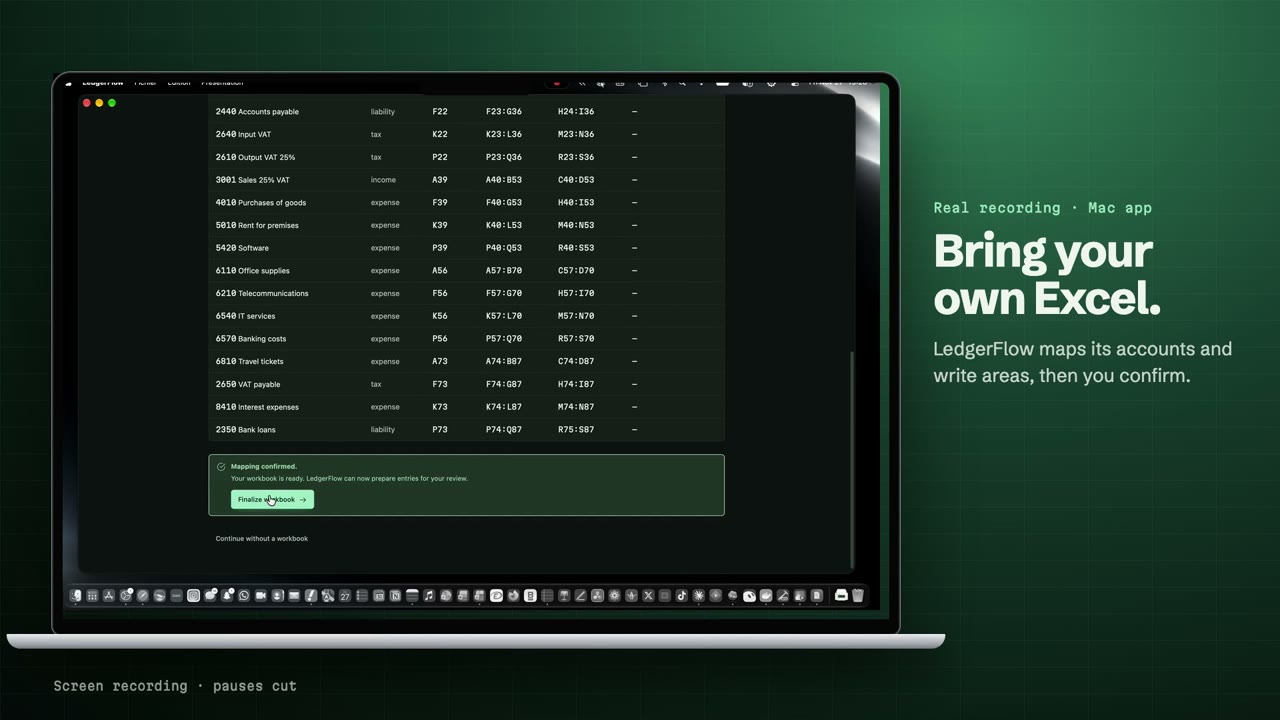 LedgerFlow Fichier Édition Présentation
2440 Accounts payable liability F22 F23:G36 H24:I36 –
2640 Input VAT tax K22 K23:L36 M23:N36 –
2610 Output VAT 25% tax P22 P23:Q36 R23:S36 –
3001 Sales 25% VAT income A39 A40:B53 C40:D53 –
4010 Purchases of goods expense F39 F40:G53 H40:I53 –
5010 Rent for premises expense K39 K40:L53 M40:N53 –
5420 Software expense P39 P40:Q53 R40:S53 –
6110 Office supplies expense A56 A57:B70 C57:D70 –
6210 Telecommunications expense F56 F57:G70 H57:I70 –
6540 IT services expense K56 K57:L70 M57:N70 –
6570 Banking costs expense P56 P57:Q70 R57:S70 –
6810 Travel tickets expense A73 A74:B87 C74:D87 –
2650 VAT payable tax F73 F74:G87 H74:I87 –
8410 Interest expenses expense K73 K74:L87 M74:N87 –
2350 Bank loans liability P73 P74:Q87 R75:S87 –
Mapping confirmed.
Your workbook is ready. LedgerFlow can now prepare entries for your review.
Finalize workbook →
Continue without a workbook
Real recording · Mac app
Bring your
own Excel.
LedgerFlow maps its accounts and
write areas, then you confirm.
Screen recording · pauses cut